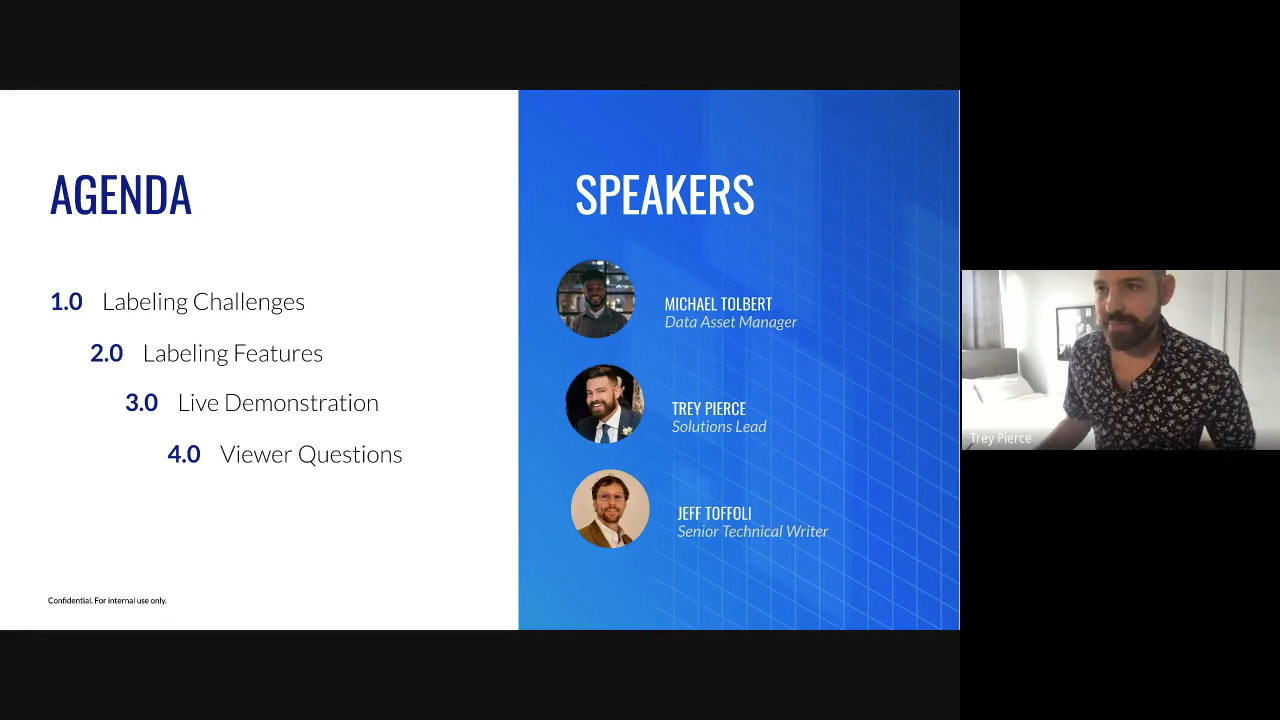 AGENDA
1.0 Labeling Challenges
2.0 Labeling Features
3.0 Live Demonstration
4.0 Viewer Questions
Confidential. For internal use only.
SPEAKERS
MICHAEL TOLBERT
Data Asset Manager
TREY PIERCE
Solutions Lead
JEFF TOFFOLI
Senior Technical Writer
Trey Pierce